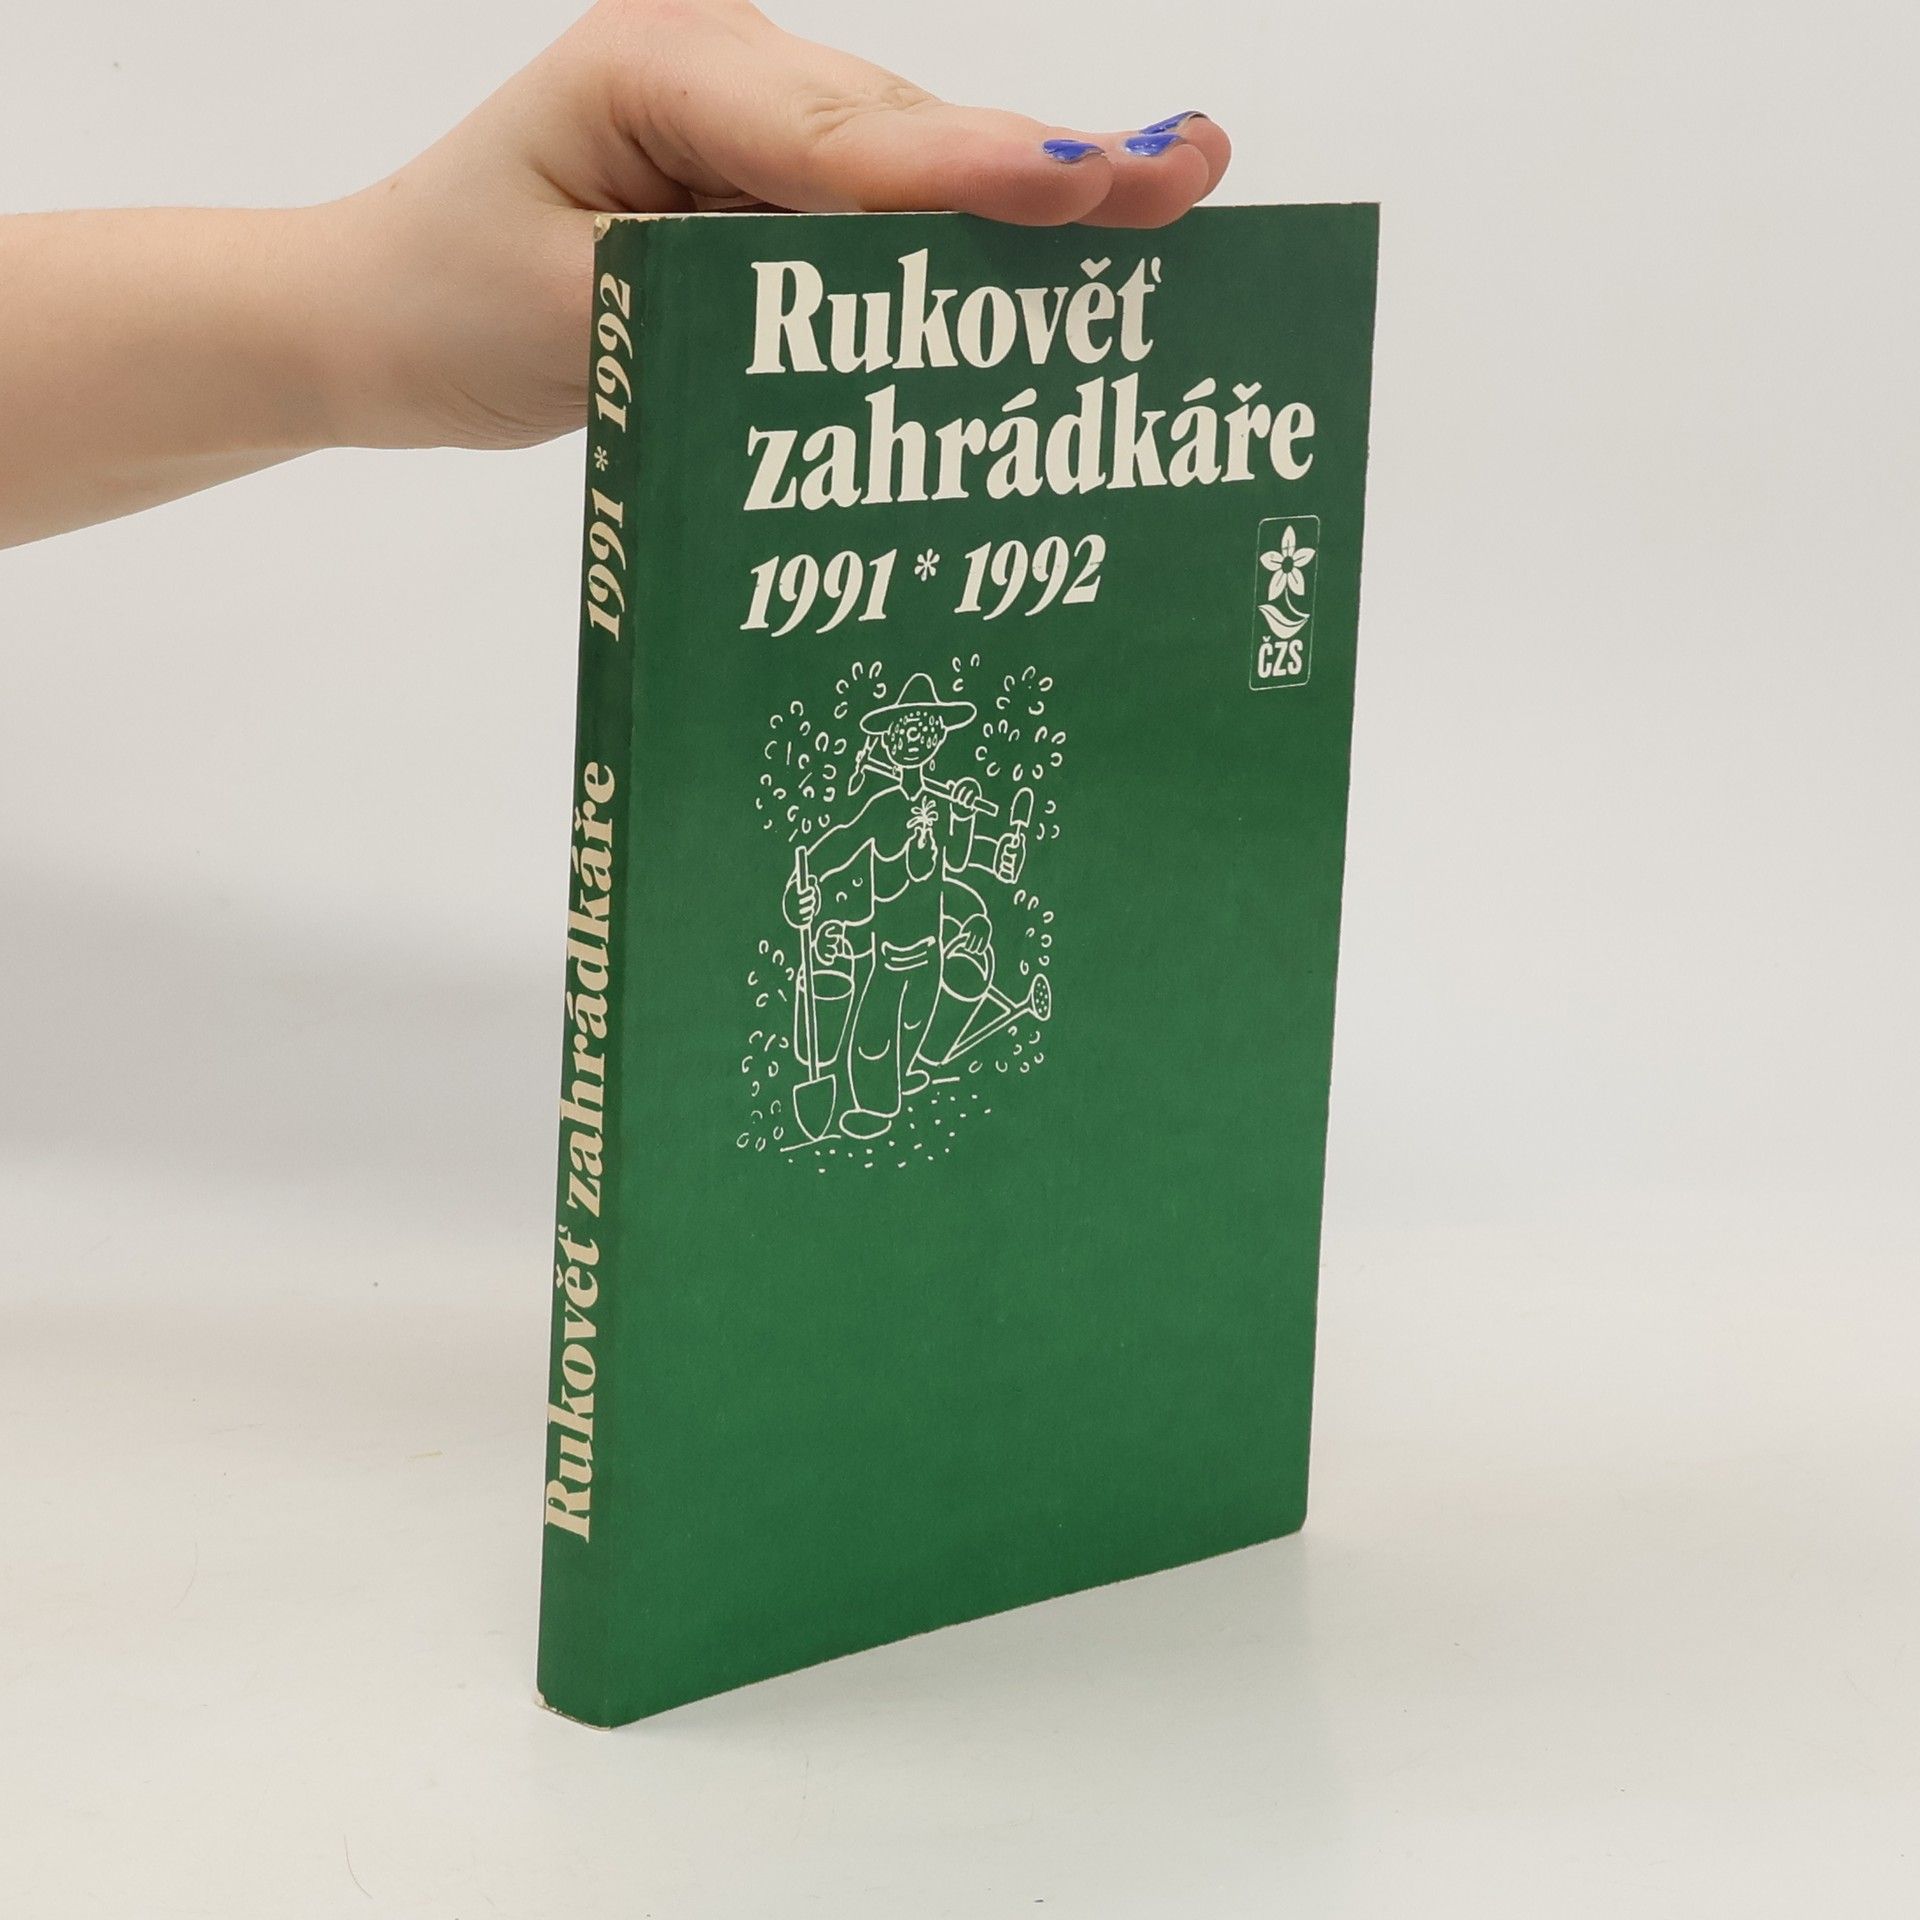 Rukověť
zahrádkáře
1991 * 1992
ČZS
Rukověť zahrádkáře 1991 * 1992